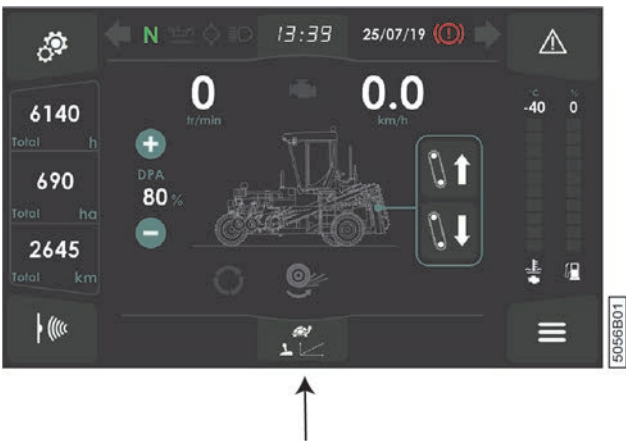 N 13:39 25/07/19
0
tr/min
0.0
km/h
°C %
-40 0
6140
Total h
690
Total ha
2645
Total km
DPA
80 %
5056B01